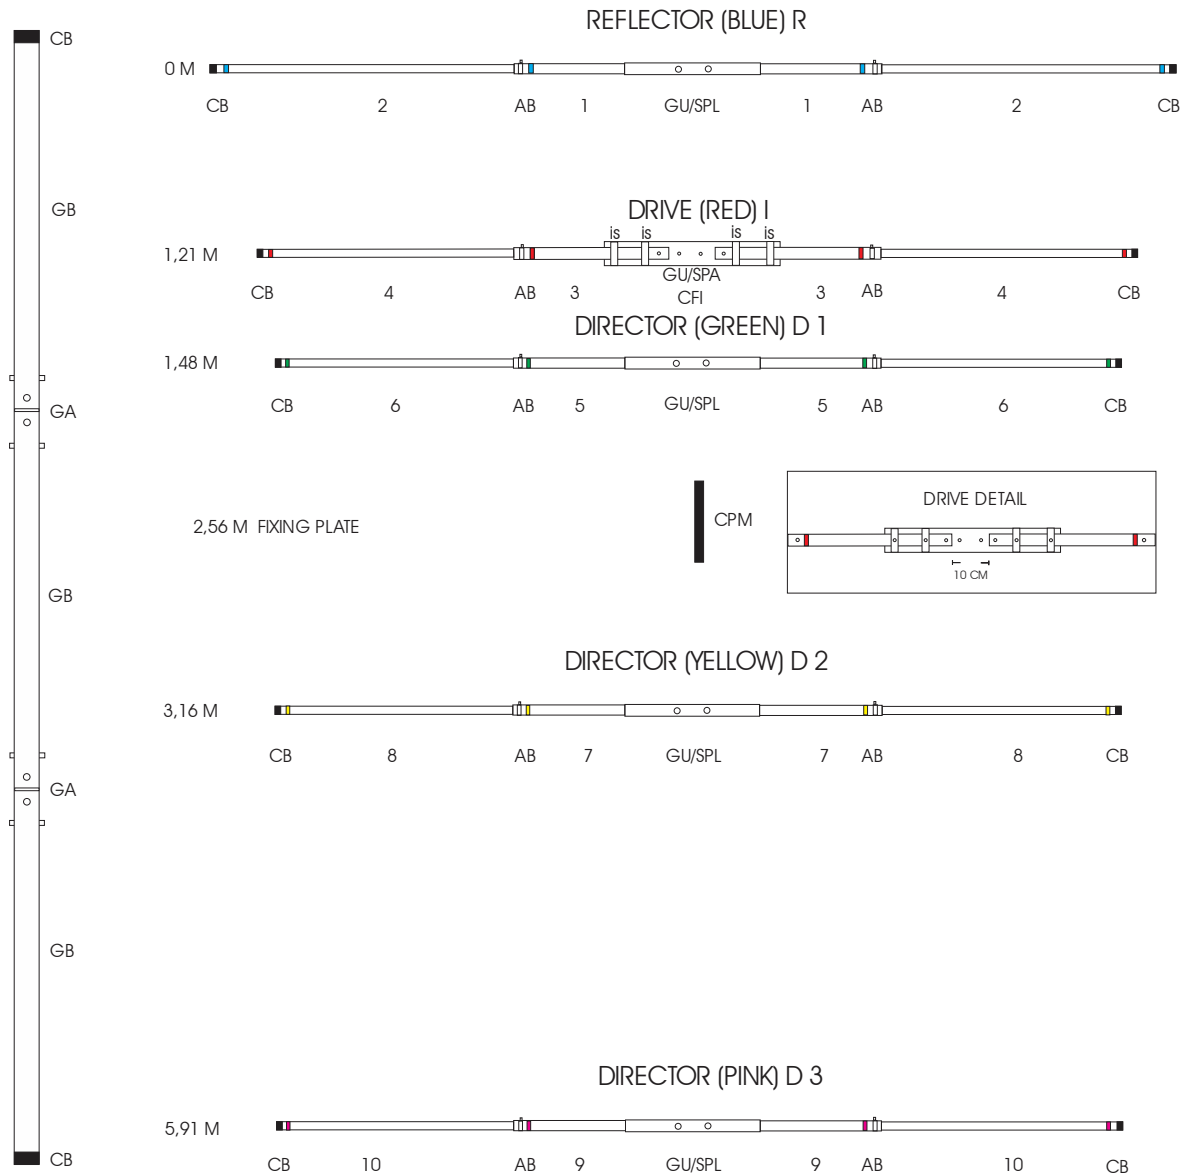 REFLECTOR (BLUE) R
CB
0 M
CB 2 AB 1 GU/SPL 1 AB 2 CB
GB
DRIVE (RED) I
is is is is
1,21 M
GU/SPA
CB 4 AB 3 CFI 3 AB 4 CB
DIRECTOR (GREEN) D 1
1,48 M
CB 6 AB 5 GU/SPL 5 AB 6 CB
GA
DRIVE DETAIL
2,56 M FIXING PLATE
CPM
10 CM
GB
DIRECTOR (YELLOW) D 2
3,16 M
CB 8 AB 7 GU/SPL 7 AB 8 CB
GA
GB
DIRECTOR (PINK) D 3
5,91 M
CB
CB 10 AB 9 GU/SPL 9 AB 10 CB